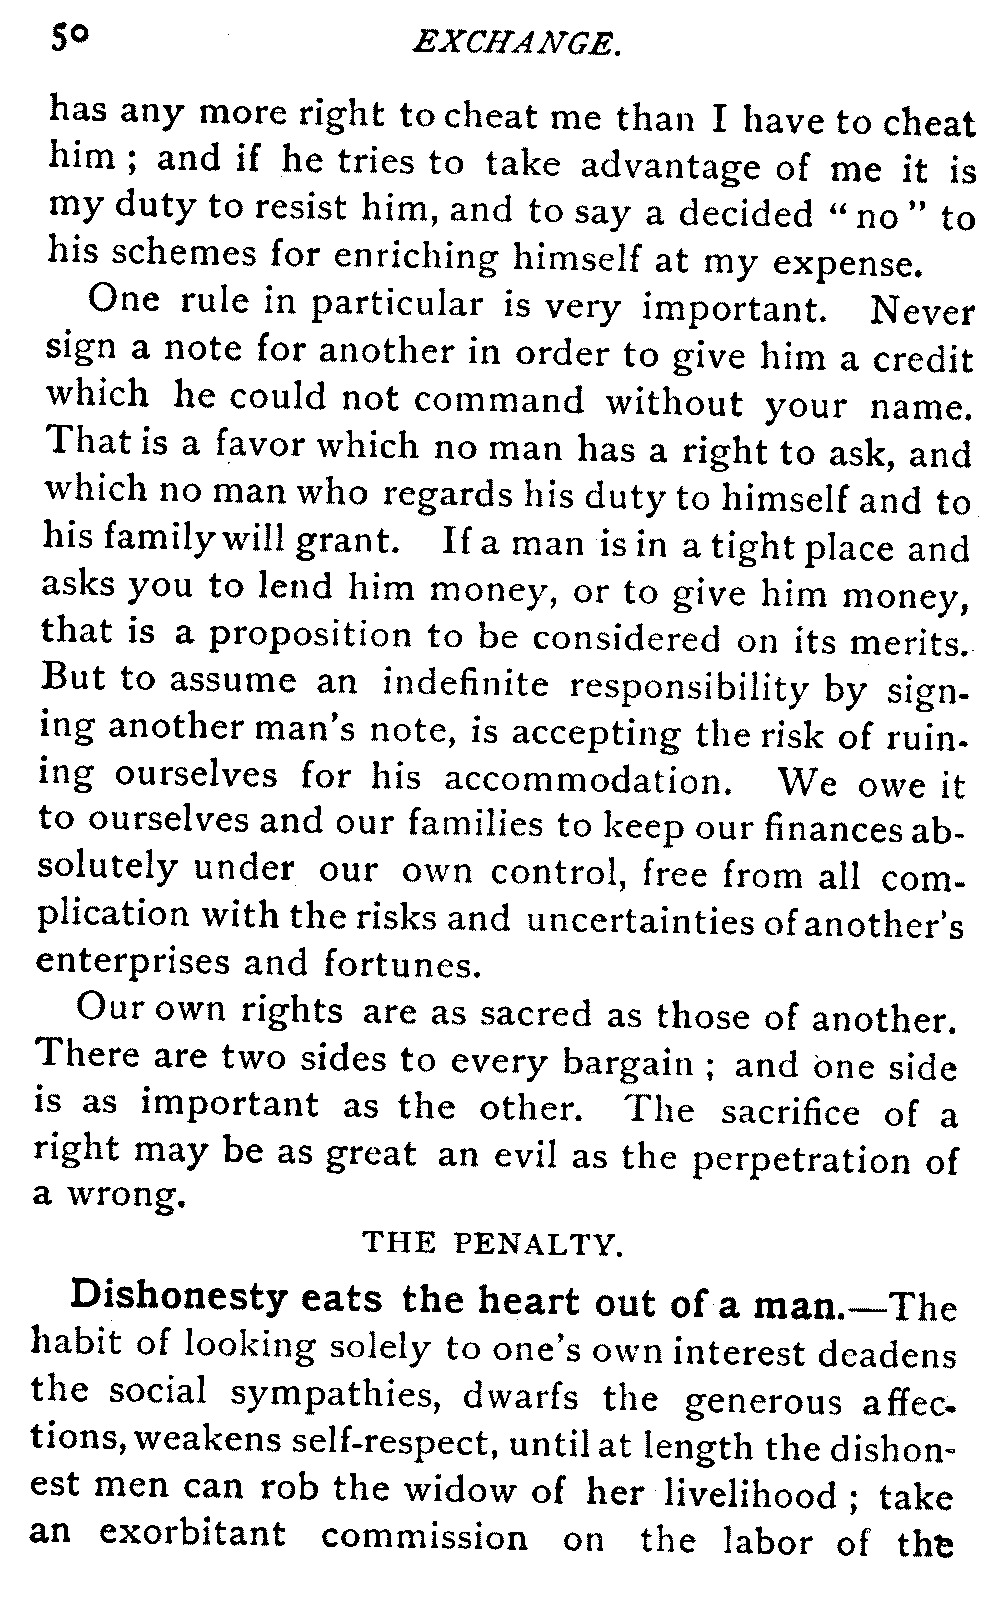 50 EXCHANGE.
has any more right to cheat me than I have to cheat
him ; and if he tries to take advantage of me it is
my duty to resist him, and to say a decided “ no ” to
his schemes for enriching himself at my expense.
One rule in particular is very important. Never
sign a note for another in order to give him a credit
which he could not command without your name.
That is a favor which no man has a right to ask, and
which no man who regards his duty to himself and to
his family will grant. If a man is in a tight place and
asks you to lend him money, or to give him money,
that is a proposition to be considered on its merits.
But to assume an indefinite responsibility by sign-
ing another man's note, is accepting the risk of ruin-
ing ourselves for his accommodation. We owe it
to ourselves and our families to keep our finances ab-
solutely under our own control, free from all com-
plication with the risks and uncertainties of another's
enterprises and fortunes.
Our own rights are as sacred as those of another.
There are two sides to every bargain ; and one side
is as important as the other. The sacrifice of a
right may be as great an evil as the perpetration of
a wrong.
THE PENALTY.
Dishonesty eats the heart out of a man.—The
habit of looking solely to one's own interest deadens
the social sympathies, dwarfs the generous affec-
tions, weakens self-respect, until at length the dishon-
est men can rob the widow of her livelihood ; take
an exorbitant commission on the labor of the